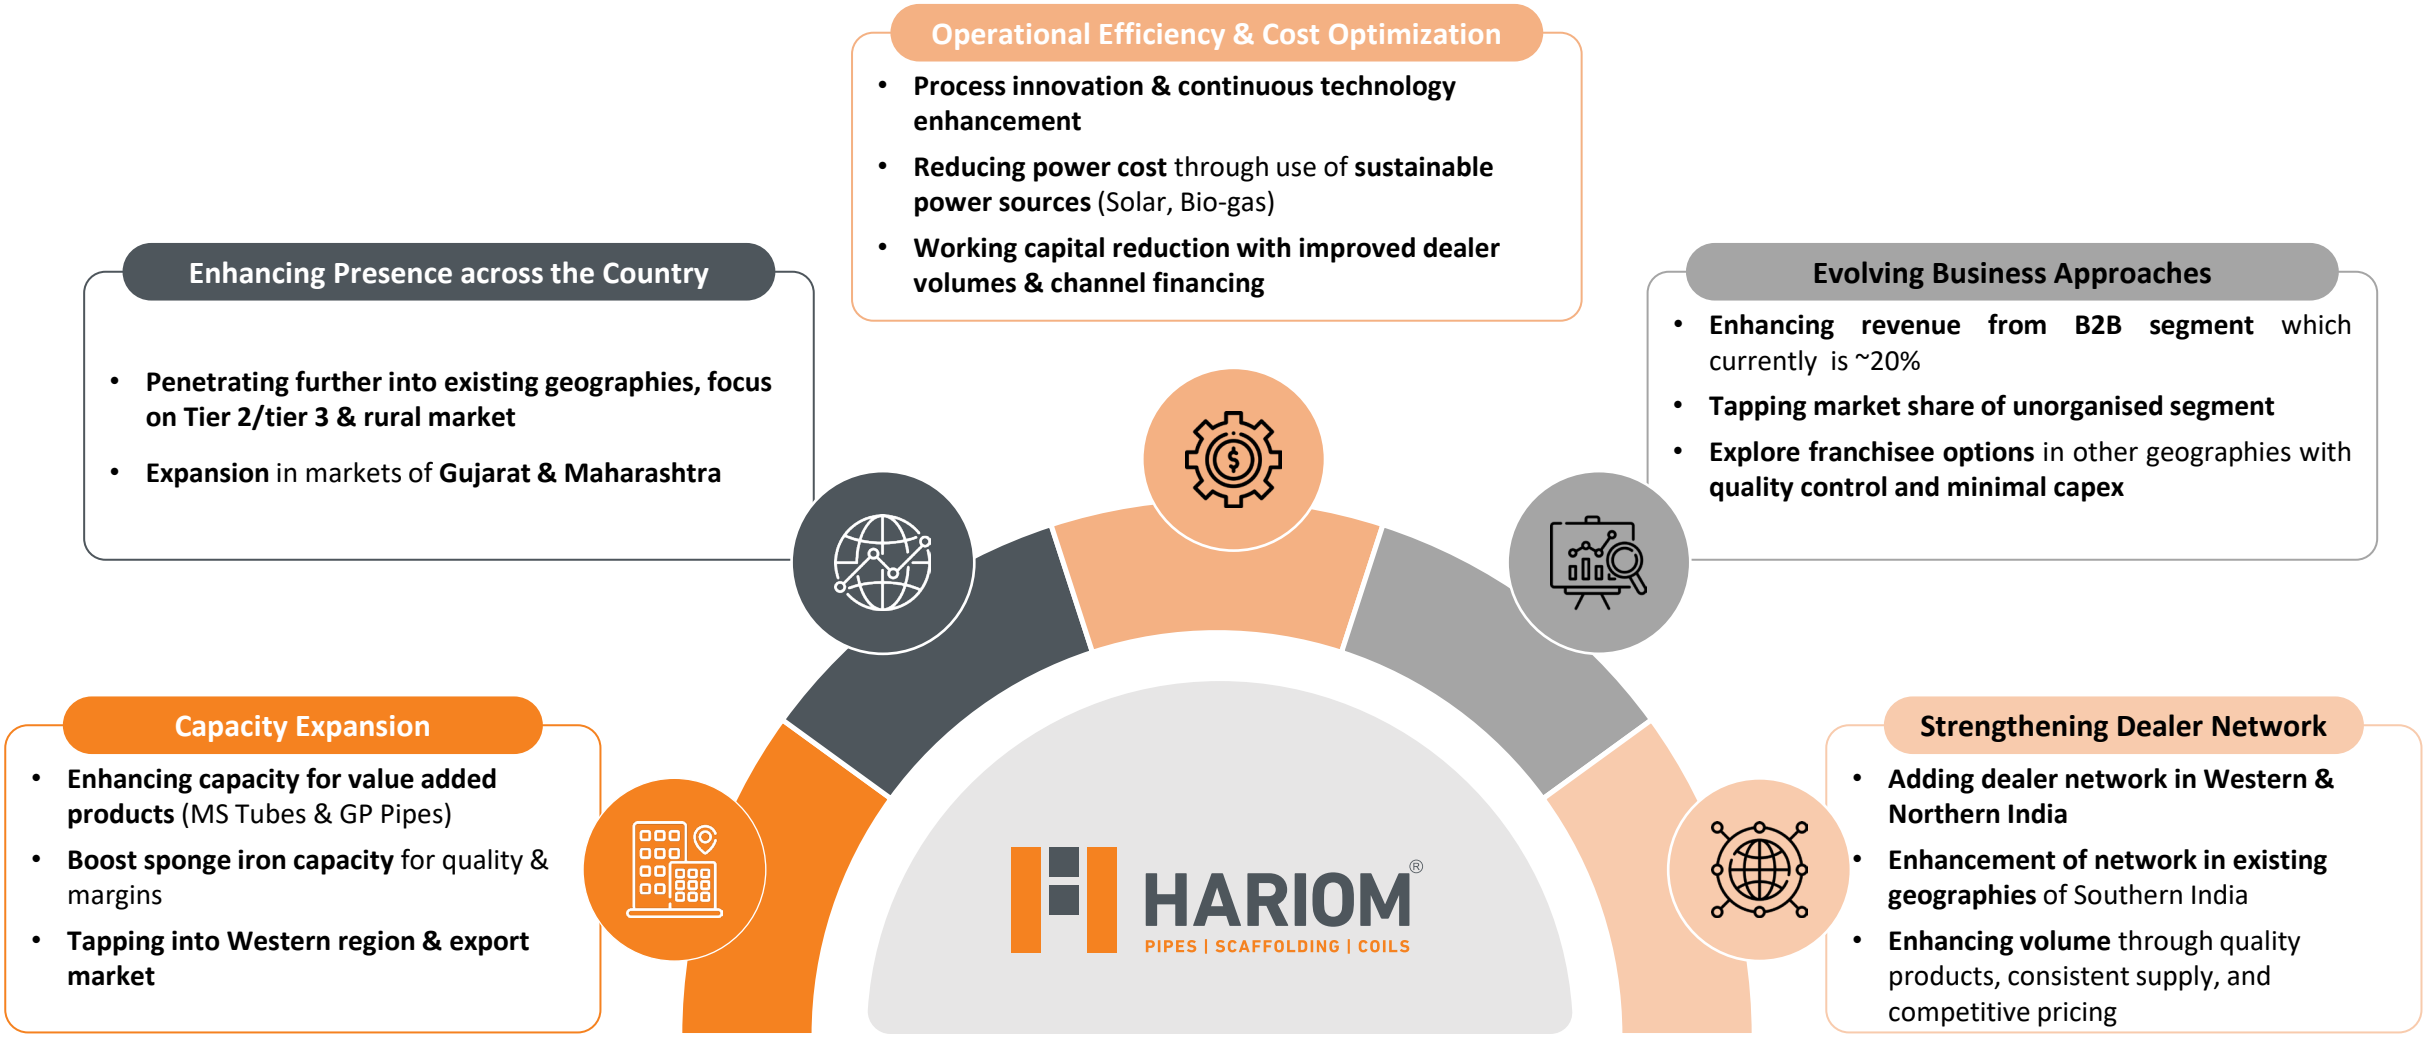 Operational Efficiency & Cost Optimization
• Process innovation & continuous technology
enhancement
• Reducing power cost through use of sustainable
power sources (Solar, Bio-gas)
• Working capital reduction with improved dealer
volumes & channel financing
Enhancing Presence across the Country
• Penetrating further into existing geographies, focus
on Tier 2/tier 3 & rural market
• Expansion in markets of Gujarat & Maharashtra
Evolving Business Approaches
• Enhancing revenue from B2B segment which
currently is ~20%
• Tapping market share of unorganised segment
• Explore franchisee options in other geographies with
quality control and minimal capex
Capacity Expansion
• Enhancing capacity for value added
products (MS Tubes & GP Pipes)
• Boost sponge iron capacity for quality &
margins
• Tapping into Western region & export
market
$
HARIOM®
PIPES | SCAFFOLDING | COILS
Strengthening Dealer Network
• Adding dealer network in Western &
Northern India
• Enhancement of network in existing
geographies of Southern India
• Enhancing volume through quality
products, consistent supply, and
competitive pricing